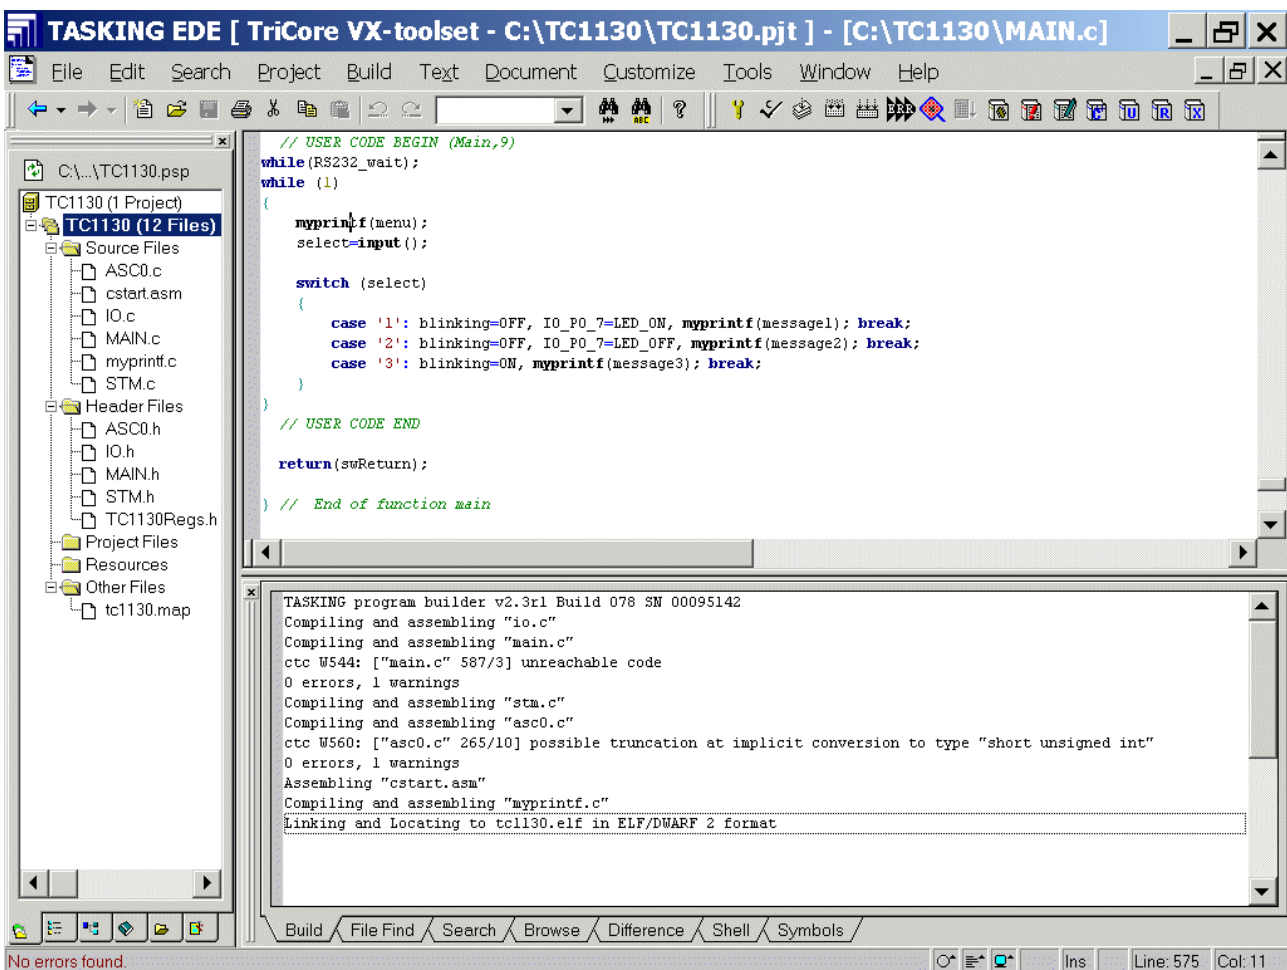 TASKING EDE [ TriCore VX-toolset - C:\TC1130\TC1130.pjt ] - [C:\TC1130\MAIN.c]
File Edit Search Project Build Text Document Customize Tools Window Help
C:\...\TC1130.psp
TC1130 (1 Project)
TC1130 (12 Files)
Source Files
ASC0.c
cstart.asm
IO.c
MAIN.c
myprintf.c
STM.c
Header Files
ASC0.h
IO.h
MAIN.h
STM.h
TC1130Regs.h
Project Files
Resources
Other Files
tc1130.map
// USER CODE BEGIN (Main,9)
while(RS232_wait);
while (1)
{
myprintf(menu);
select=input();
switch (select)
{
case '1': blinking=OFF, IO_P0_7=LED_ON, myprintf(message1); break;
case '2': blinking=OFF, IO_P0_7=LED_OFF, myprintf(message2); break;
case '3': blinking=ON, myprintf(message3); break;
}
}
// USER CODE END
return(swReturn);
} // End of function main
TASKING program builder v2.3r1 Build 078 SN 00095142
Compiling and assembling "io.c"
Compiling and assembling "main.c"
ctc W544: ["main.c" 587/3] unreachable code
0 errors, 1 warnings
Compiling and assembling "stm.c"
Compiling and assembling "asc0.c"
ctc W560: ["asc0.c" 265/10] possible truncation at implicit conversion to type "short unsigned int"
0 errors, 1 warnings
Assembling "cstart.asm"
Compiling and assembling "myprintf.c"
Linking and Locating to tc1130.elf in ELF/DWARF 2 format
Build File Find Search Browse Difference Shell Symbols
No errors found. Ins Line: 575 Col: 11